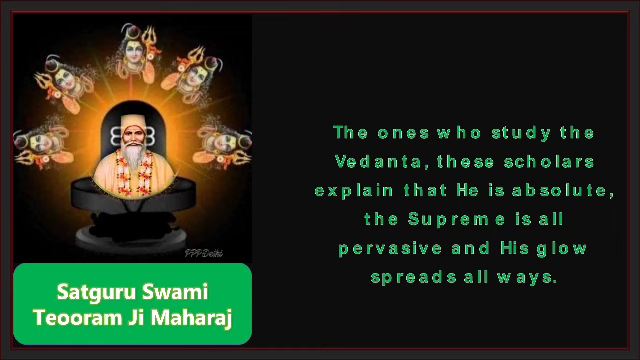 The ones who study the
Vedanta, these scholars
explain that He is absolute,
the Supreme is all
pervasive and His glow
spreads all ways.
Satguru Swami
Teooram Ji Maharaj